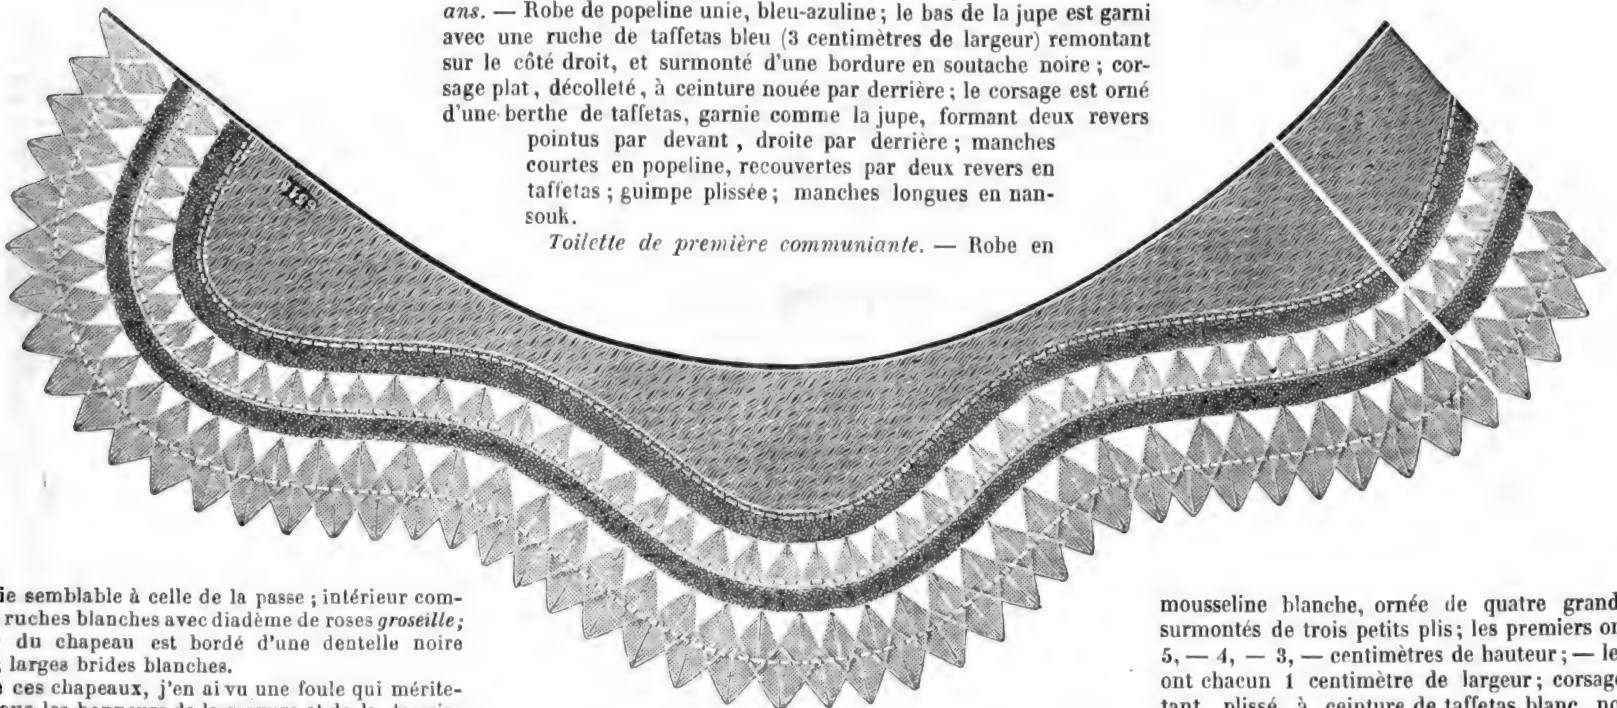 ans. — Robe de popeline unie, bleu-azuline; le bas de la jupe est garni
avec une ruche de taffetas bleu (3 centimètres de largeur) remontant
sur le côté droit, et surmonté d'une bordure en soutache noire; cor-
sage plat, décolleté, à ceinture nouée par derrière; le corsage est orné
d'une berthe de taffetas, garnie comme la jupe, formant deux revers
pointus par devant, droite par derrière; manches
courtes en popeline, recouvertes par deux revers en
taffetas; guimpe plissée; manches longues en nan-
souk.
Toilette de première communiante. — Robe en
ie semblable à celle de la passe; intérieur com-
ruches blanches avec diadème de roses groseille;
du chapeau est bordé d'une dentelle noire
larges brides blanches.
ces chapeaux, j'en ai vu une foule qui mérite-
mousseline blanche, ornée de quatre grand
surmontés de trois petits plis; les premiers on
5, — 4, — 3, — centimètres de hauteur; — le
ont chacun 1 centimètre de largeur; corsage
tant, plissé, à ceinture de taffetas blanc